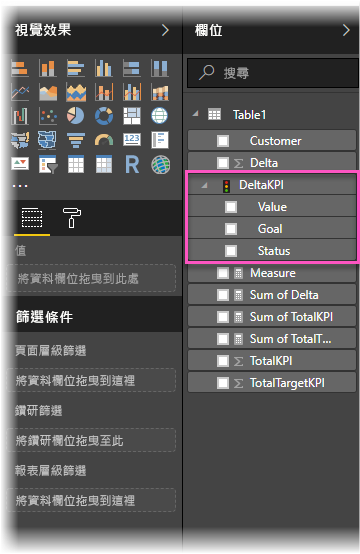 視覺效果
R
值
將資料欄位拖曳到此處
篩選條件
頁面層級篩選
將資料欄位拖曳到這裡
鑽研篩選
將鑽研欄位拖曳至此
報表層級篩選
將資料欄位拖曳到這裡
欄位
搜尋
Table1
Customer
Σ Delta
DeltaKPI
Value
Goal
Status
Measure
Sum of Delta
Sum of TotalKPI
Sum of TotalT...
Σ TotalKPI
Σ TotalTargetKPI